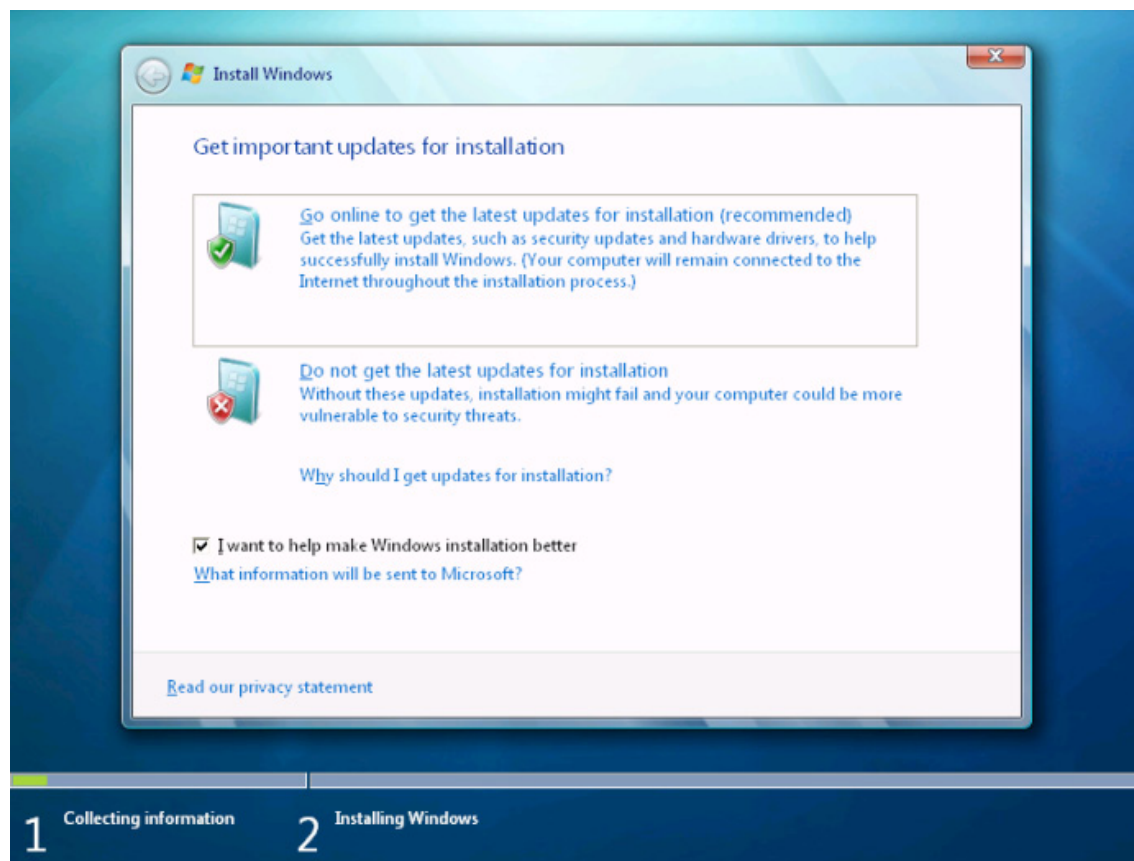 Install Windows
Get important updates for installation
Go online to get the latest updates for installation (recommended)
Get the latest updates, such as security updates and hardware drivers, to help
successfully install Windows. (Your computer will remain connected to the
Internet throughout the installation process.)
Do not get the latest updates for installation
Without these updates, installation might fail and your computer could be more
vulnerable to security threats.
Why should I get updates for installation?
I want to help make Windows installation better
What information will be sent to Microsoft?
Read our privacy statement
1 Collecting information 2 Installing Windows